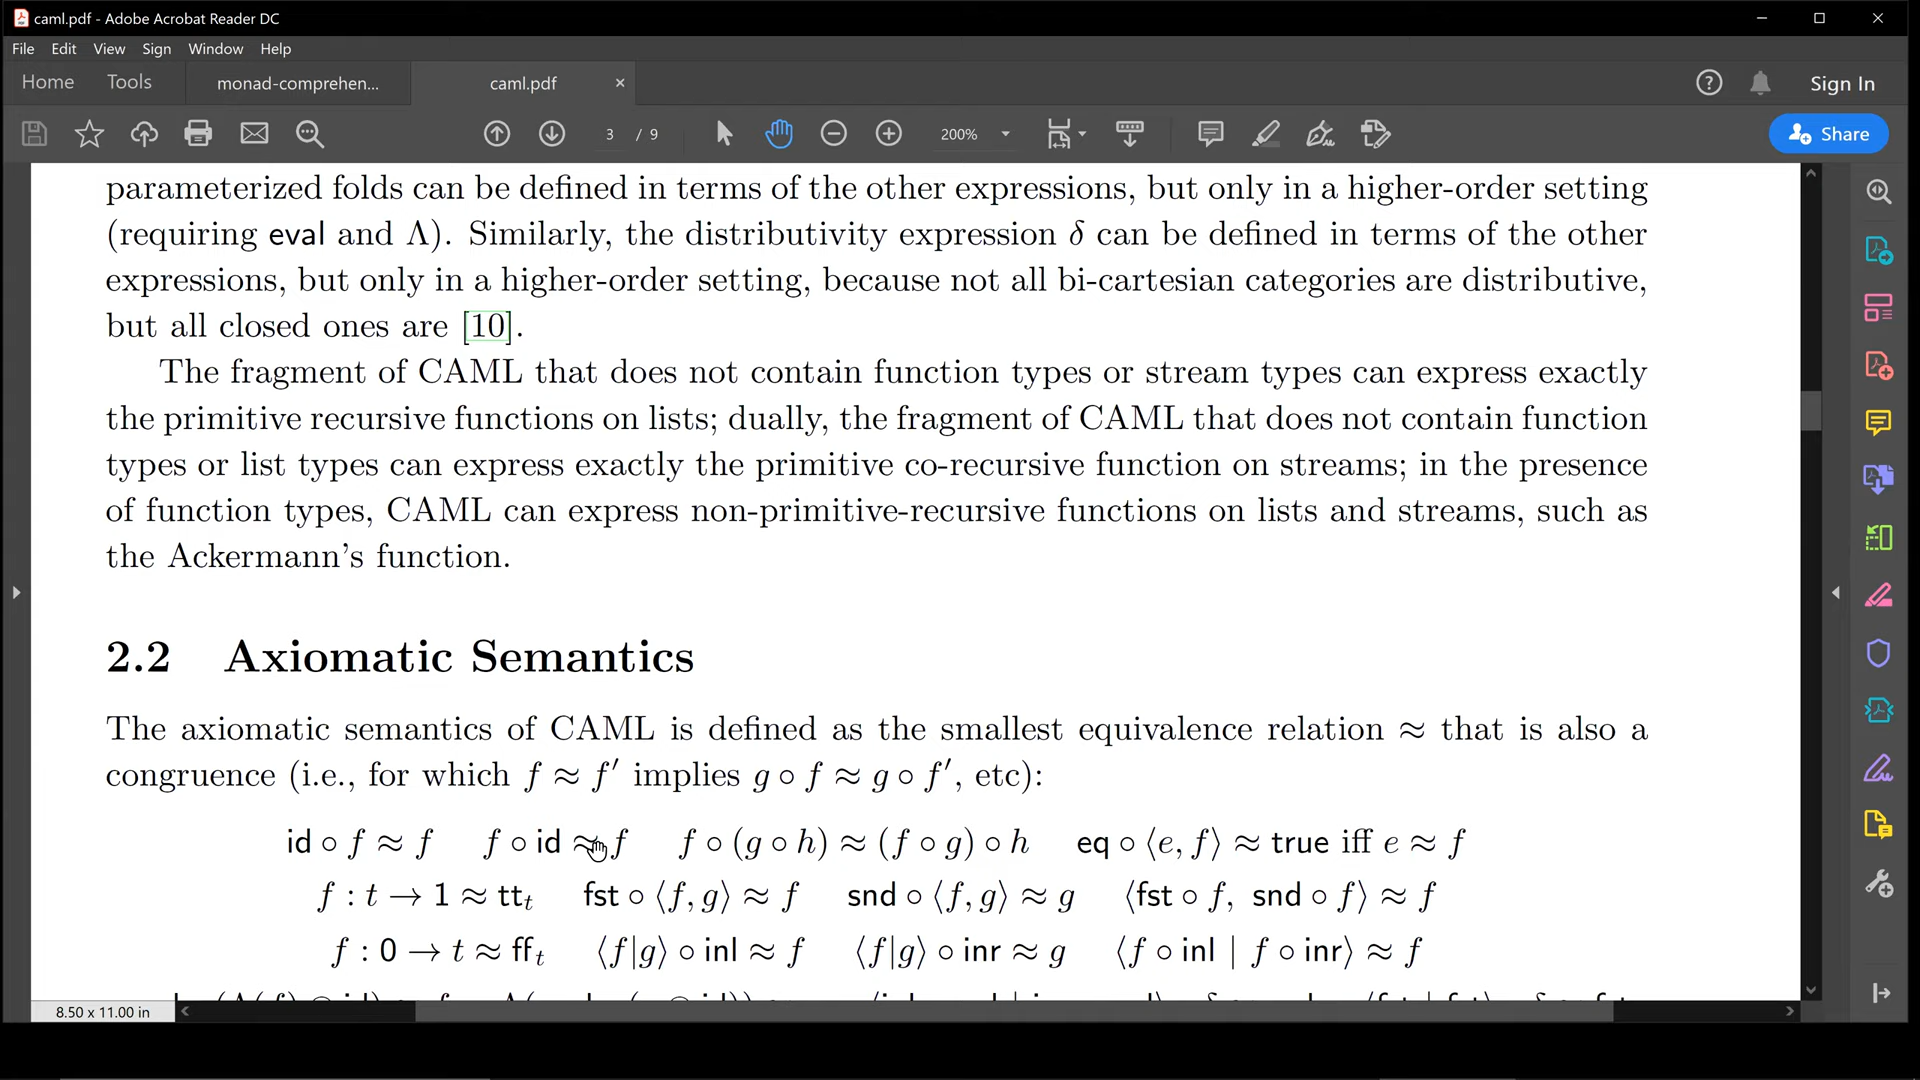 caml.pdf - Adobe Acrobat Reader DC
File Edit View Sign Window Help
Home Tools monad-comprehen... caml.pdf × Sign In
3 / 9 200% Share
parameterized folds can be defined in terms of the other expressions, but only in a higher-order setting
(requiring eval and Λ). Similarly, the distributivity expression δ can be defined in terms of the other
expressions, but only in a higher-order setting, because not all bi-cartesian categories are distributive,
but all closed ones are [10].
The fragment of CAML that does not contain function types or stream types can express exactly
the primitive recursive functions on lists; dually, the fragment of CAML that does not contain function
types or list types can express exactly the primitive co-recursive function on streams; in the presence
of function types, CAML can express non-primitive-recursive functions on lists and streams, such as
the Ackermann's function.
2.2 Axiomatic Semantics
The axiomatic semantics of CAML is defined as the smallest equivalence relation ≈ that is also a
congruence (i.e., for which f ≈ f′ implies g ∘ f ≈ g ∘ f′, etc):
id ∘ f ≈ f f ∘ id ≈ f f ∘ (g ∘ h) ≈ (f ∘ g) ∘ h eq ∘ ⟨e, f⟩ ≈ true iff e ≈ f
f : t → 1 ≈ tt_t fst ∘ ⟨f, g⟩ ≈ f snd ∘ ⟨f, g⟩ ≈ g ⟨fst ∘ f, snd ∘ f⟩ ≈ f
f : 0 → t ≈ ff_t ⟨f|g⟩ ∘ inl ≈ f ⟨f|g⟩ ∘ inr ≈ g ⟨f ∘ inl | f ∘ inr⟩ ≈ f
8.50 x 11.00 in